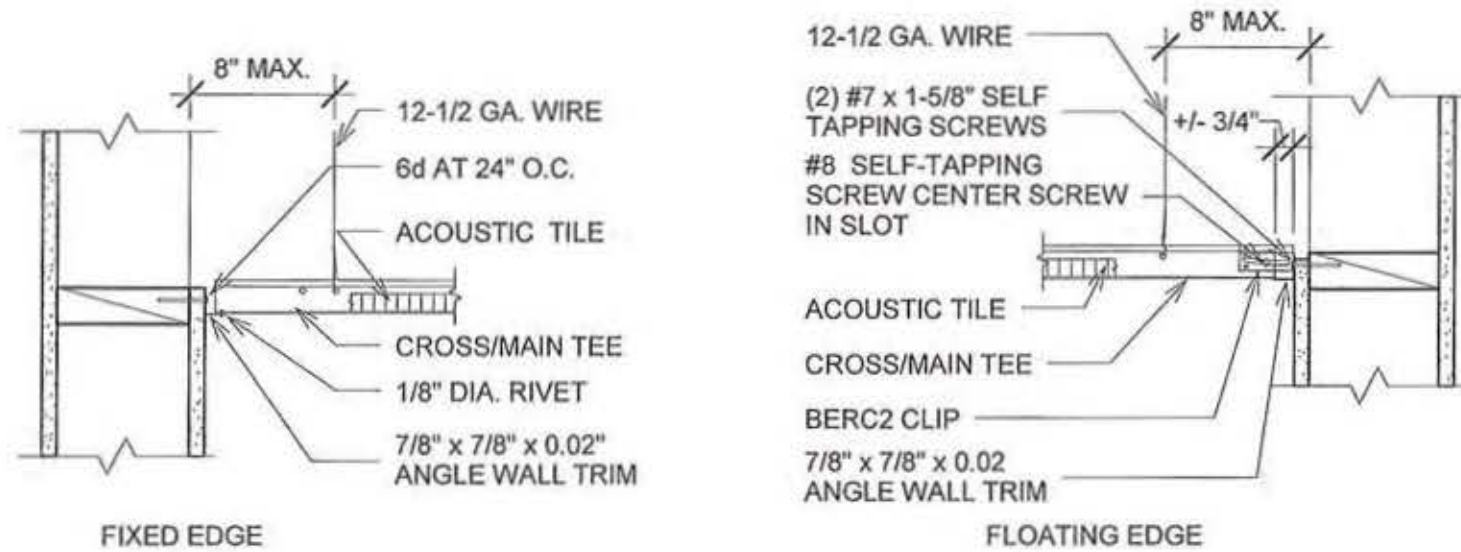 8" MAX.
12-1/2 GA. WIRE
6d AT 24" O.C.
ACOUSTIC TILE
CROSS/MAIN TEE
1/8" DIA. RIVET
7/8" x 7/8" x 0.02"
ANGLE WALL TRIM
FIXED EDGE
8" MAX.
12-1/2 GA. WIRE
(2) #7 x 1-5/8" SELF
TAPPING SCREWS
+/- 3/4"
#8 SELF-TAPPING
SCREW CENTER SCREW
IN SLOT
ACOUSTIC TILE
CROSS/MAIN TEE
BERC2 CLIP
7/8" x 7/8" x 0.02
ANGLE WALL TRIM
FLOATING EDGE